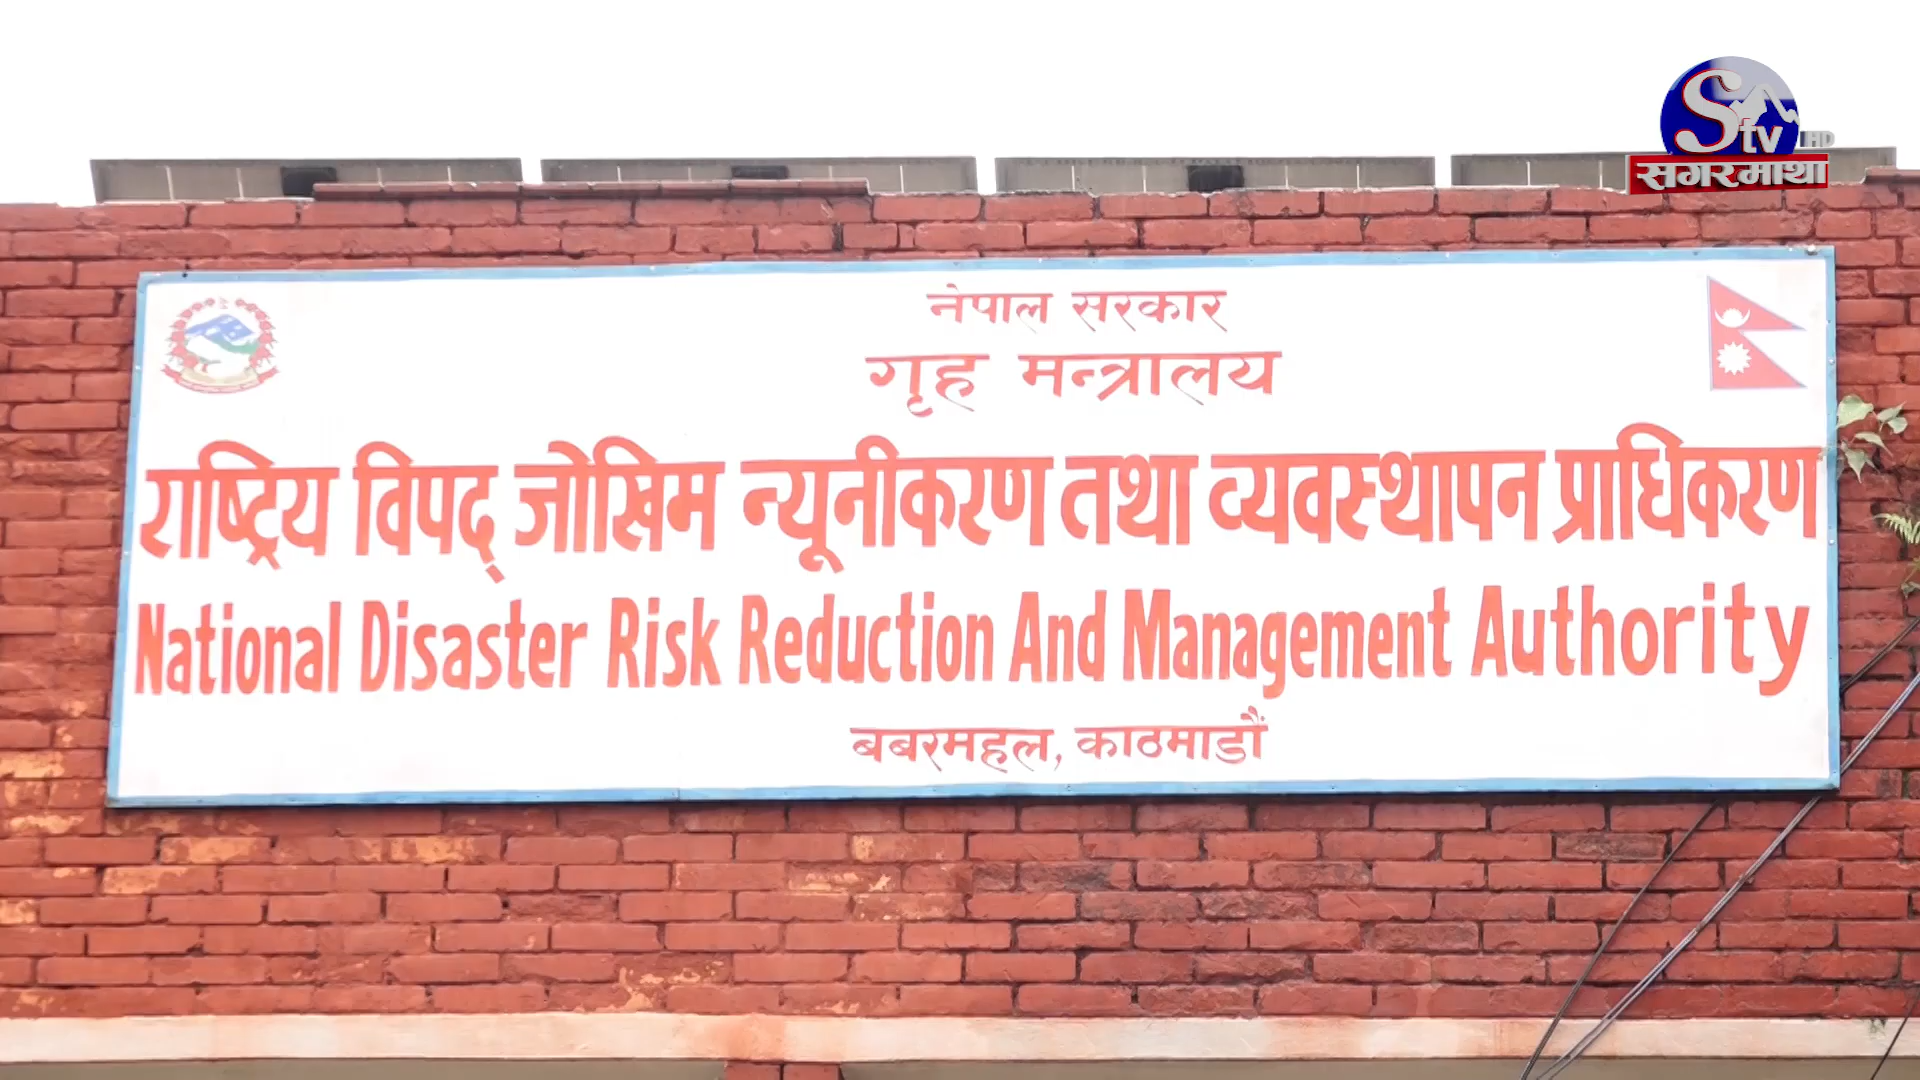 STV HD
सगरमाथा
नेपाल सरकार
गृह मन्त्रालय
राष्ट्रिय विपद् जोखिम न्यूनीकरण तथा व्यवस्थापन प्राधिकरण
National Disaster Risk Reduction And Management Authority
बबरमहल, काठमाडौं